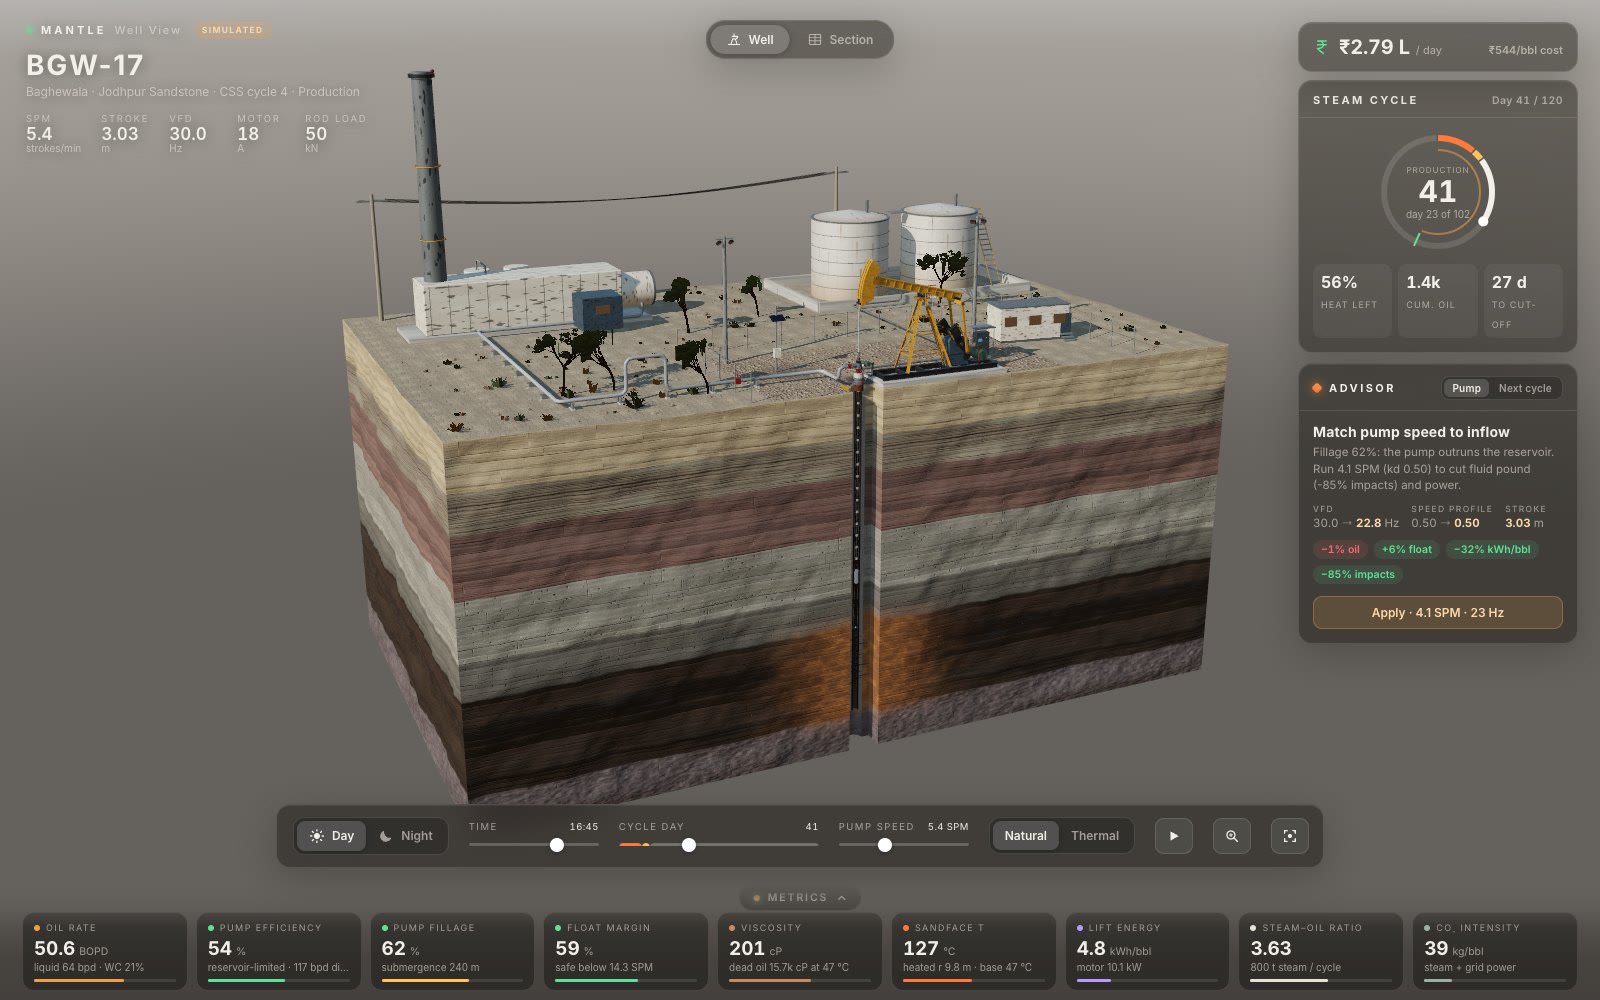 MANTLE Well View SIMULATED
BGW-17
Baghewala · Jodhpur Sandstone · CSS cycle 4 · Production
SPM STROKE VFD MOTOR ROD LOAD
5.4 3.03 30.0 18 50
strokes/min m Hz A kN
Well Section
₹ ₹2.79 L / day ₹544/bbl cost
STEAM CYCLE Day 41 / 120
PRODUCTION
41
day 23 of 102
56% 1.4k 27 d
HEAT LEFT CUM. OIL TO CUT-
OFF
ADVISOR Pump Next cycle
Match pump speed to inflow
Fillage 62%: the pump outruns the reservoir.
Run 4.1 SPM (kd 0.50) to cut fluid pound
(-85% impacts) and power.
VFD SPEED PROFILE STROKE
30.0 → 22.8 Hz 0.50 → 0.50 3.03 m
−1% oil +6% float −32% kWh/bbl
−85% impacts
Apply · 4.1 SPM · 23 Hz
Day Night
TIME 16:45
CYCLE DAY 41
PUMP SPEED 5.4 SPM
Natural Thermal
METRICS
OIL RATE
50.6 BOPD
liquid 64 bpd · WC 21%
PUMP EFFICIENCY
54 %
reservoir-limited · 117 bpd di...
PUMP FILLAGE
62 %
submergence 240 m
FLOAT MARGIN
59 %
safe below 14.3 SPM
VISCOSITY
201 cP
dead oil 15.7k cP at 47 °C
SANDFACE T
127 °C
heated r 9.8 m · base 47 °C
LIFT ENERGY
4.8 kWh/bbl
motor 10.1 kW
STEAM–OIL RATIO
3.63
800 t steam / cycle
CO₂ INTENSITY
39 kg/bbl
steam + grid power